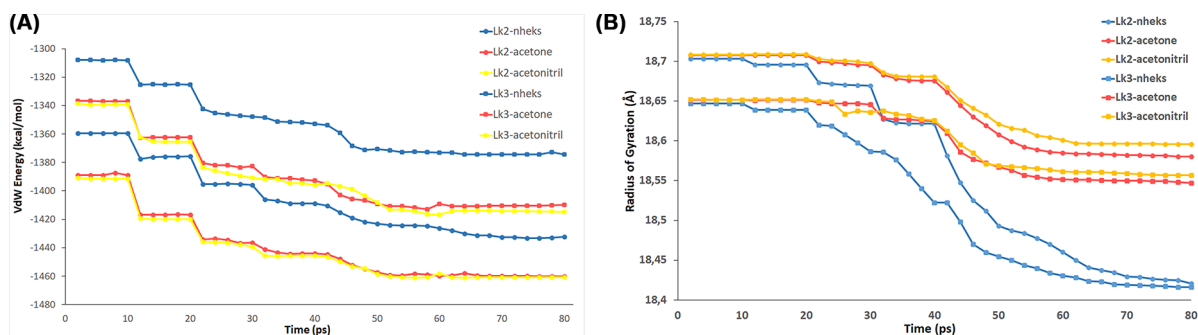 (A)
Lk2-nheks
Lk2-acetone
Lk2-acetonitril
Lk3-nheks
Lk3-acetone
Lk3-acetonitril
-1300
-1320
-1340
-1360
-1380
-1400
-1420
-1440
-1460
-1480
VdW Energy (kcal/mol)
0 10 20 30 40 50 60 70 80
Time (ps)
(B)
Lk2-nheks
Lk2-acetone
Lk2-acetonitril
Lk3-nheks
Lk3-acetone
Lk3-acetonitril
18,75
18,7
18,65
18,6
18,55
18,5
18,45
18,4
Radius of Gyration (Å)
0 10 20 30 40 50 60 70 80
Time (ps)